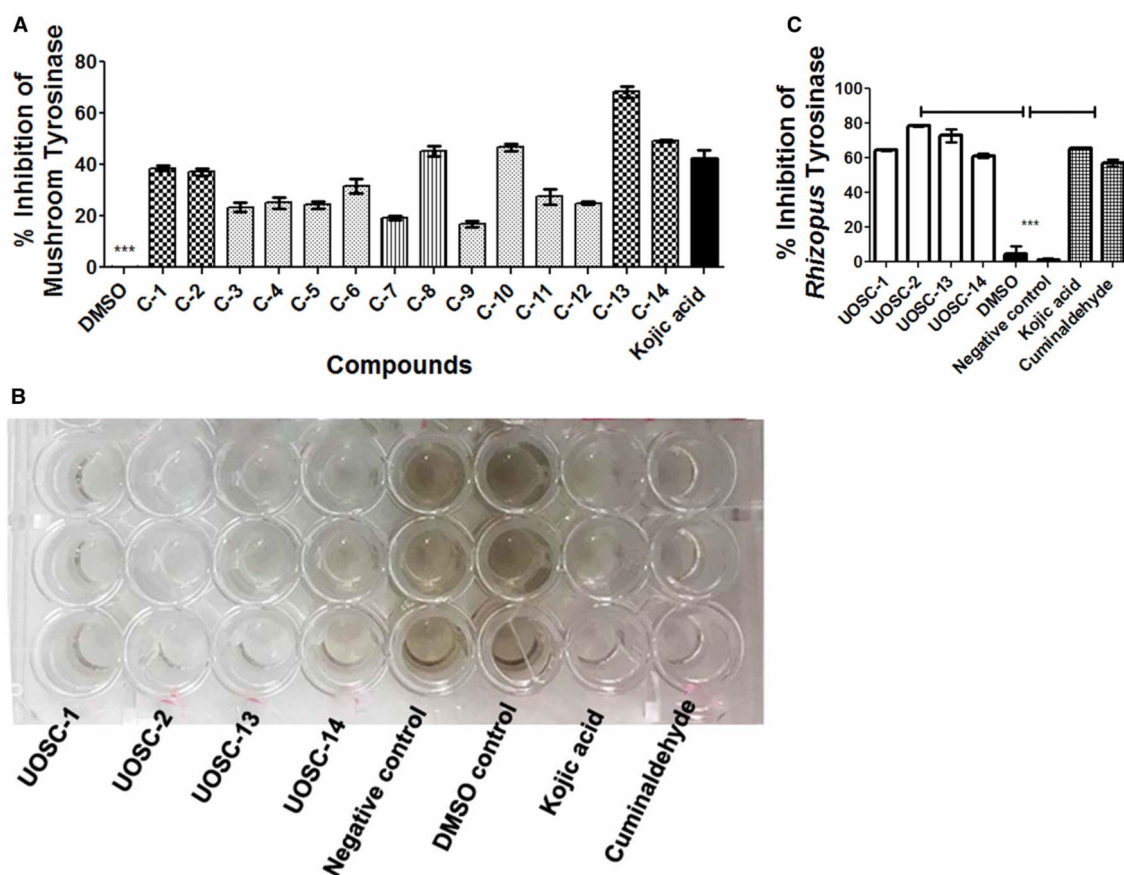 A
% Inhibition of
Mushroom Tyrosinase
80
60
40
20
0
***
DMSO
C-1
C-2
C-3
C-4
C-5
C-6
C-7
C-8
C-9
C-10
C-11
C-12
C-13
C-14
Kojic acid
Compounds
C
% Inhibition of
Rhizopus Tyrosinase
100
80
60
40
20
0
***
UOSC-1
UOSC-2
UOSC-13
UOSC-14
DMSO
Negative control
Kojic acid
Cuminaldehyde
B
UOSC-1
UOSC-2
UOSC-13
UOSC-14
Negative control
DMSO control
Kojic acid
Cuminaldehyde